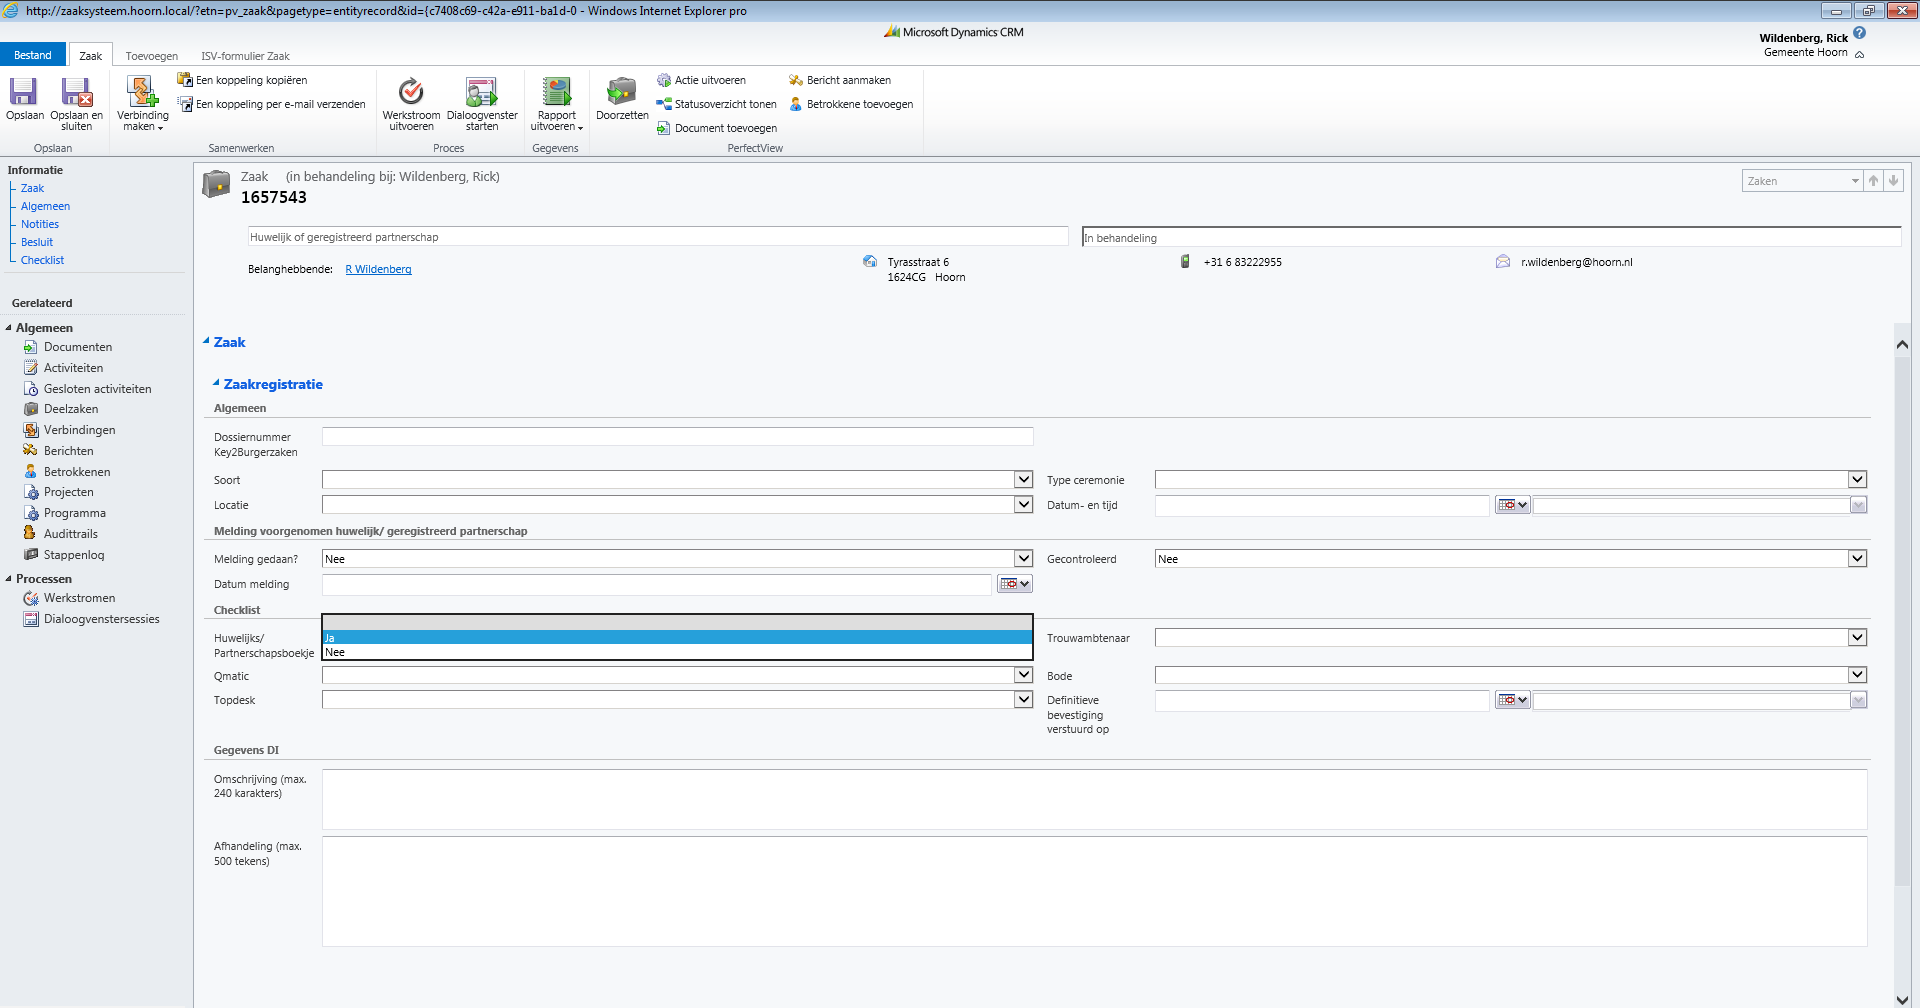 http://zaaksysteem.hoorn.local/?etn=pv_zaak&pagetype=entityrecord&id={c7408c69-c42a-e911-ba1d-0 - Windows Internet Explorer pro
Microsoft Dynamics CRM
Wildenberg, Rick
Gemeente Hoorn
Bestand
Zaak
Toevoegen
ISV-formulier Zaak
Opslaan
Opslaan en
sluiten
Opslaan
Verbinding
maken
Een koppeling kopiëren
Een koppeling per e-mail verzenden
Samenwerken
Werkstroom
uitvoeren
Dialoogvenster
starten
Proces
Rapport
uitvoeren
Gegevens
Doorzetten
Actie uitvoeren
Statusoverzicht tonen
Document toevoegen
Bericht aanmaken
Betrokkene toevoegen
PerfectView
Informatie
Zaak
Algemeen
Notities
Besluit
Checklist
Gerelateerd
Algemeen
Documenten
Activiteiten
Gesloten activiteiten
Deelzaken
Verbindingen
Berichten
Betrokkenen
Projecten
Programma
Audittrails
Stappenlog
Processen
Werkstromen
Dialoogvenstersessies
Zaak (in behandeling bij: Wildenberg, Rick)
1657543
Zaken
Huwelijk of geregistreerd partnerschap
In behandeling
Belanghebbende: R Wildenberg
Tyrasstraat 6
1624CG Hoorn
+31 6 83222955
r.wildenberg@hoorn.nl
Zaak
Zaakregistratie
Algemeen
Dossiernummer
Key2Burgerzaken
Soort
Type ceremonie
Locatie
Datum- en tijd
Melding voorgenomen huwelijk/ geregistreerd partnerschap
Melding gedaan? Nee
Gecontroleerd Nee
Datum melding
Checklist
Huwelijks/
Partnerschapsboekje
Ja
Nee
Trouwambtenaar
Qmatic
Bode
Topdesk
Definitieve
bevestiging
verstuurd op
Gegevens DI
Omschrijving (max.
240 karakters)
Afhandeling (max.
500 tekens)